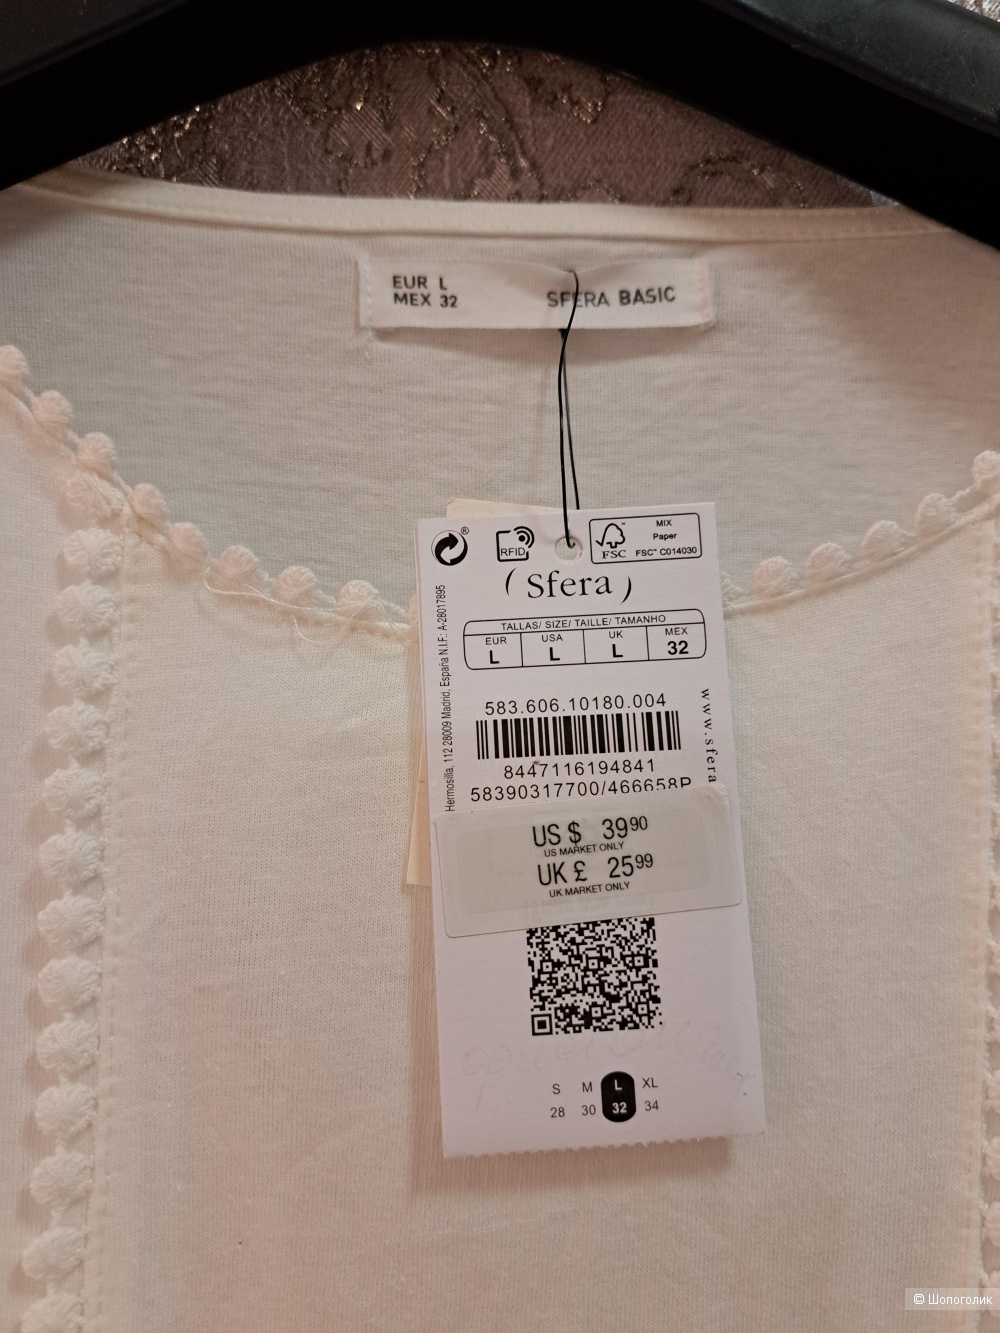 EUR L
MEX 32
SFERA BASIC
®
RFID
FSC
MIX
Paper
FSC™ C014030
(Sfera)
TALLAS/ SIZE/ TAILLE/ TAMANHO
EUR USA UK MEX
L L L 32
Hermosilla, 112 28009 Madrid, España N.I.F.: A-28017895
583.606.10180.004
www.sfera
8447116194841
58390317700/466658P
US $ 39⁹⁰
US MARKET ONLY
UK £ 25⁹⁹
UK MARKET ONLY
S M L XL
28 30 32 34
© Шопоголик